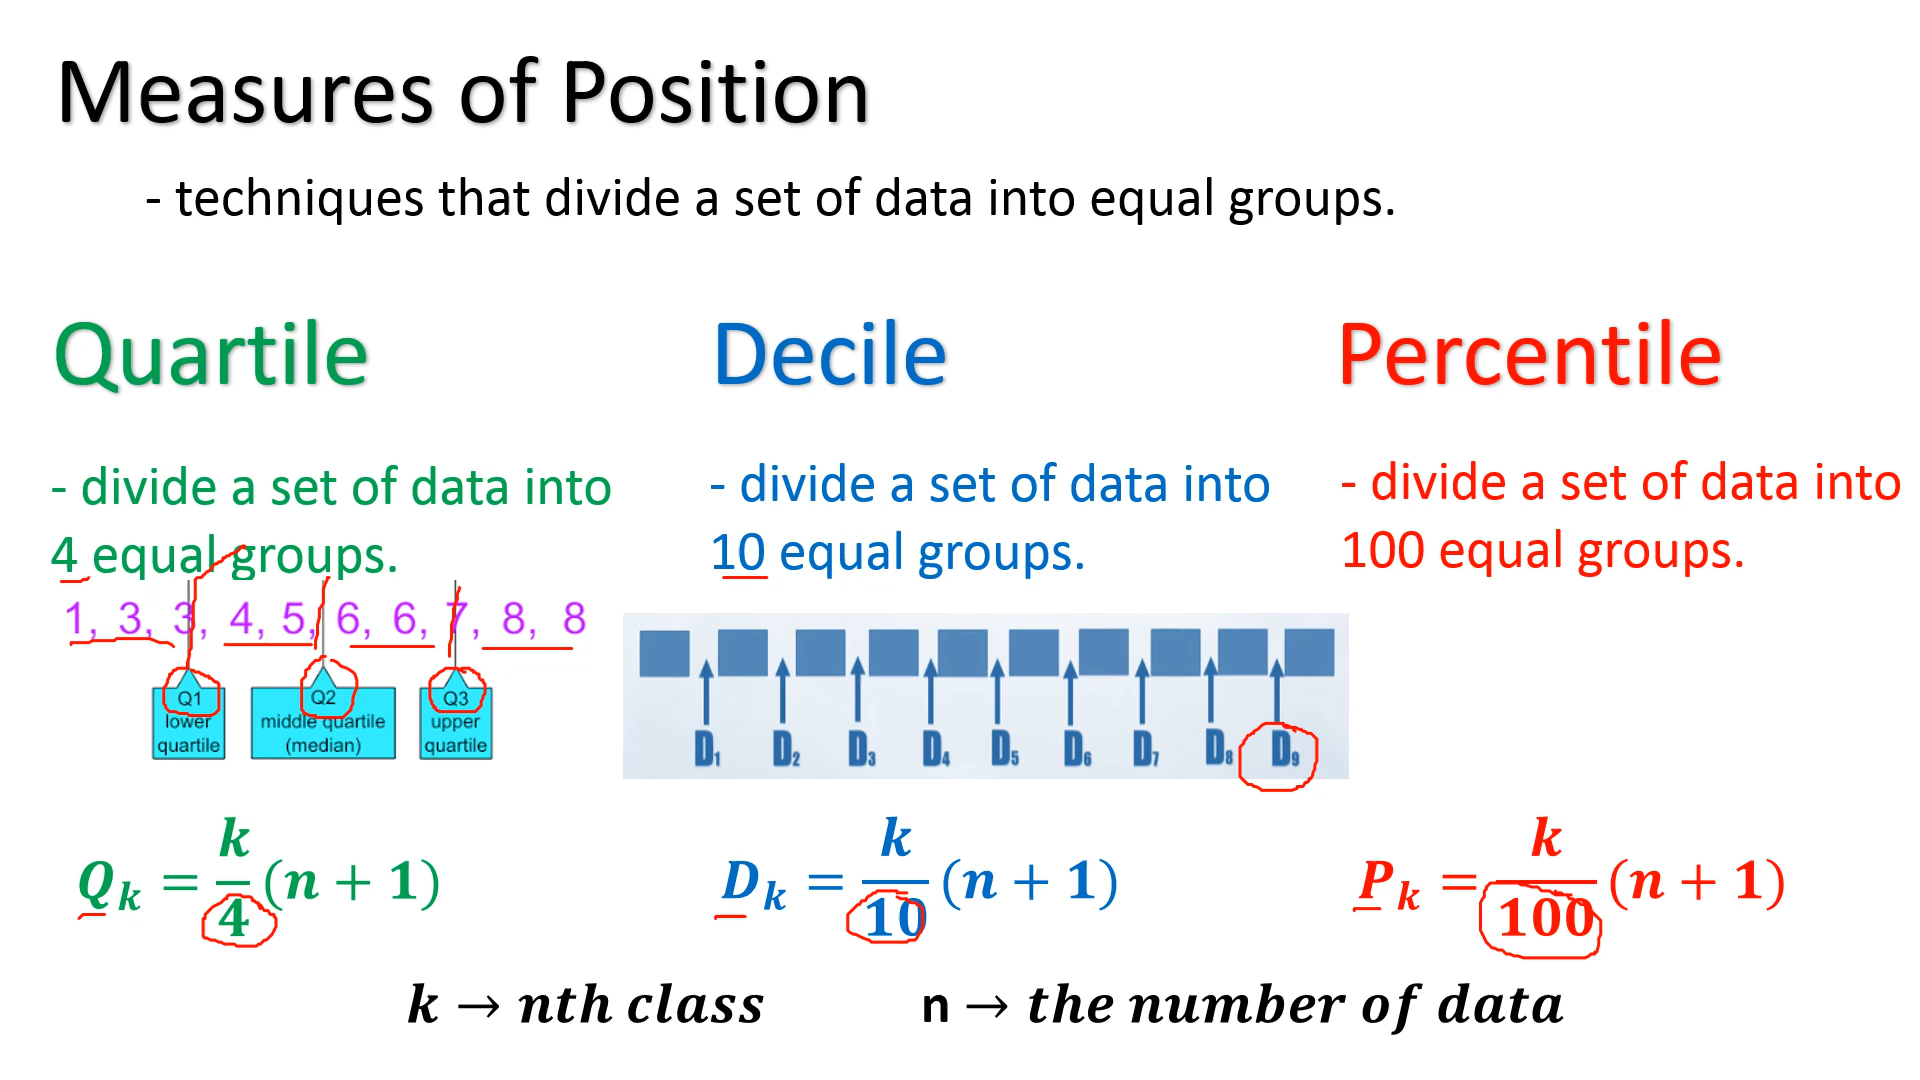 Measures of Position
- techniques that divide a set of data into equal groups.
Quartile
- divide a set of data into
4 equal groups.
1, 3, 3, 4, 5, 6, 6, 7, 8, 8
Q1
lower
quartile
Q2
middle quartile
(median)
Q3
upper
quartile
Qk = k/4 (n + 1)
Decile
- divide a set of data into
10 equal groups.
D1 D2 D3 D4 D5 D6 D7 D8 D9
Dk = k/10 (n + 1)
Percentile
- divide a set of data into
100 equal groups.
Pk = k/100 (n + 1)
k → nth class
n → the number of data